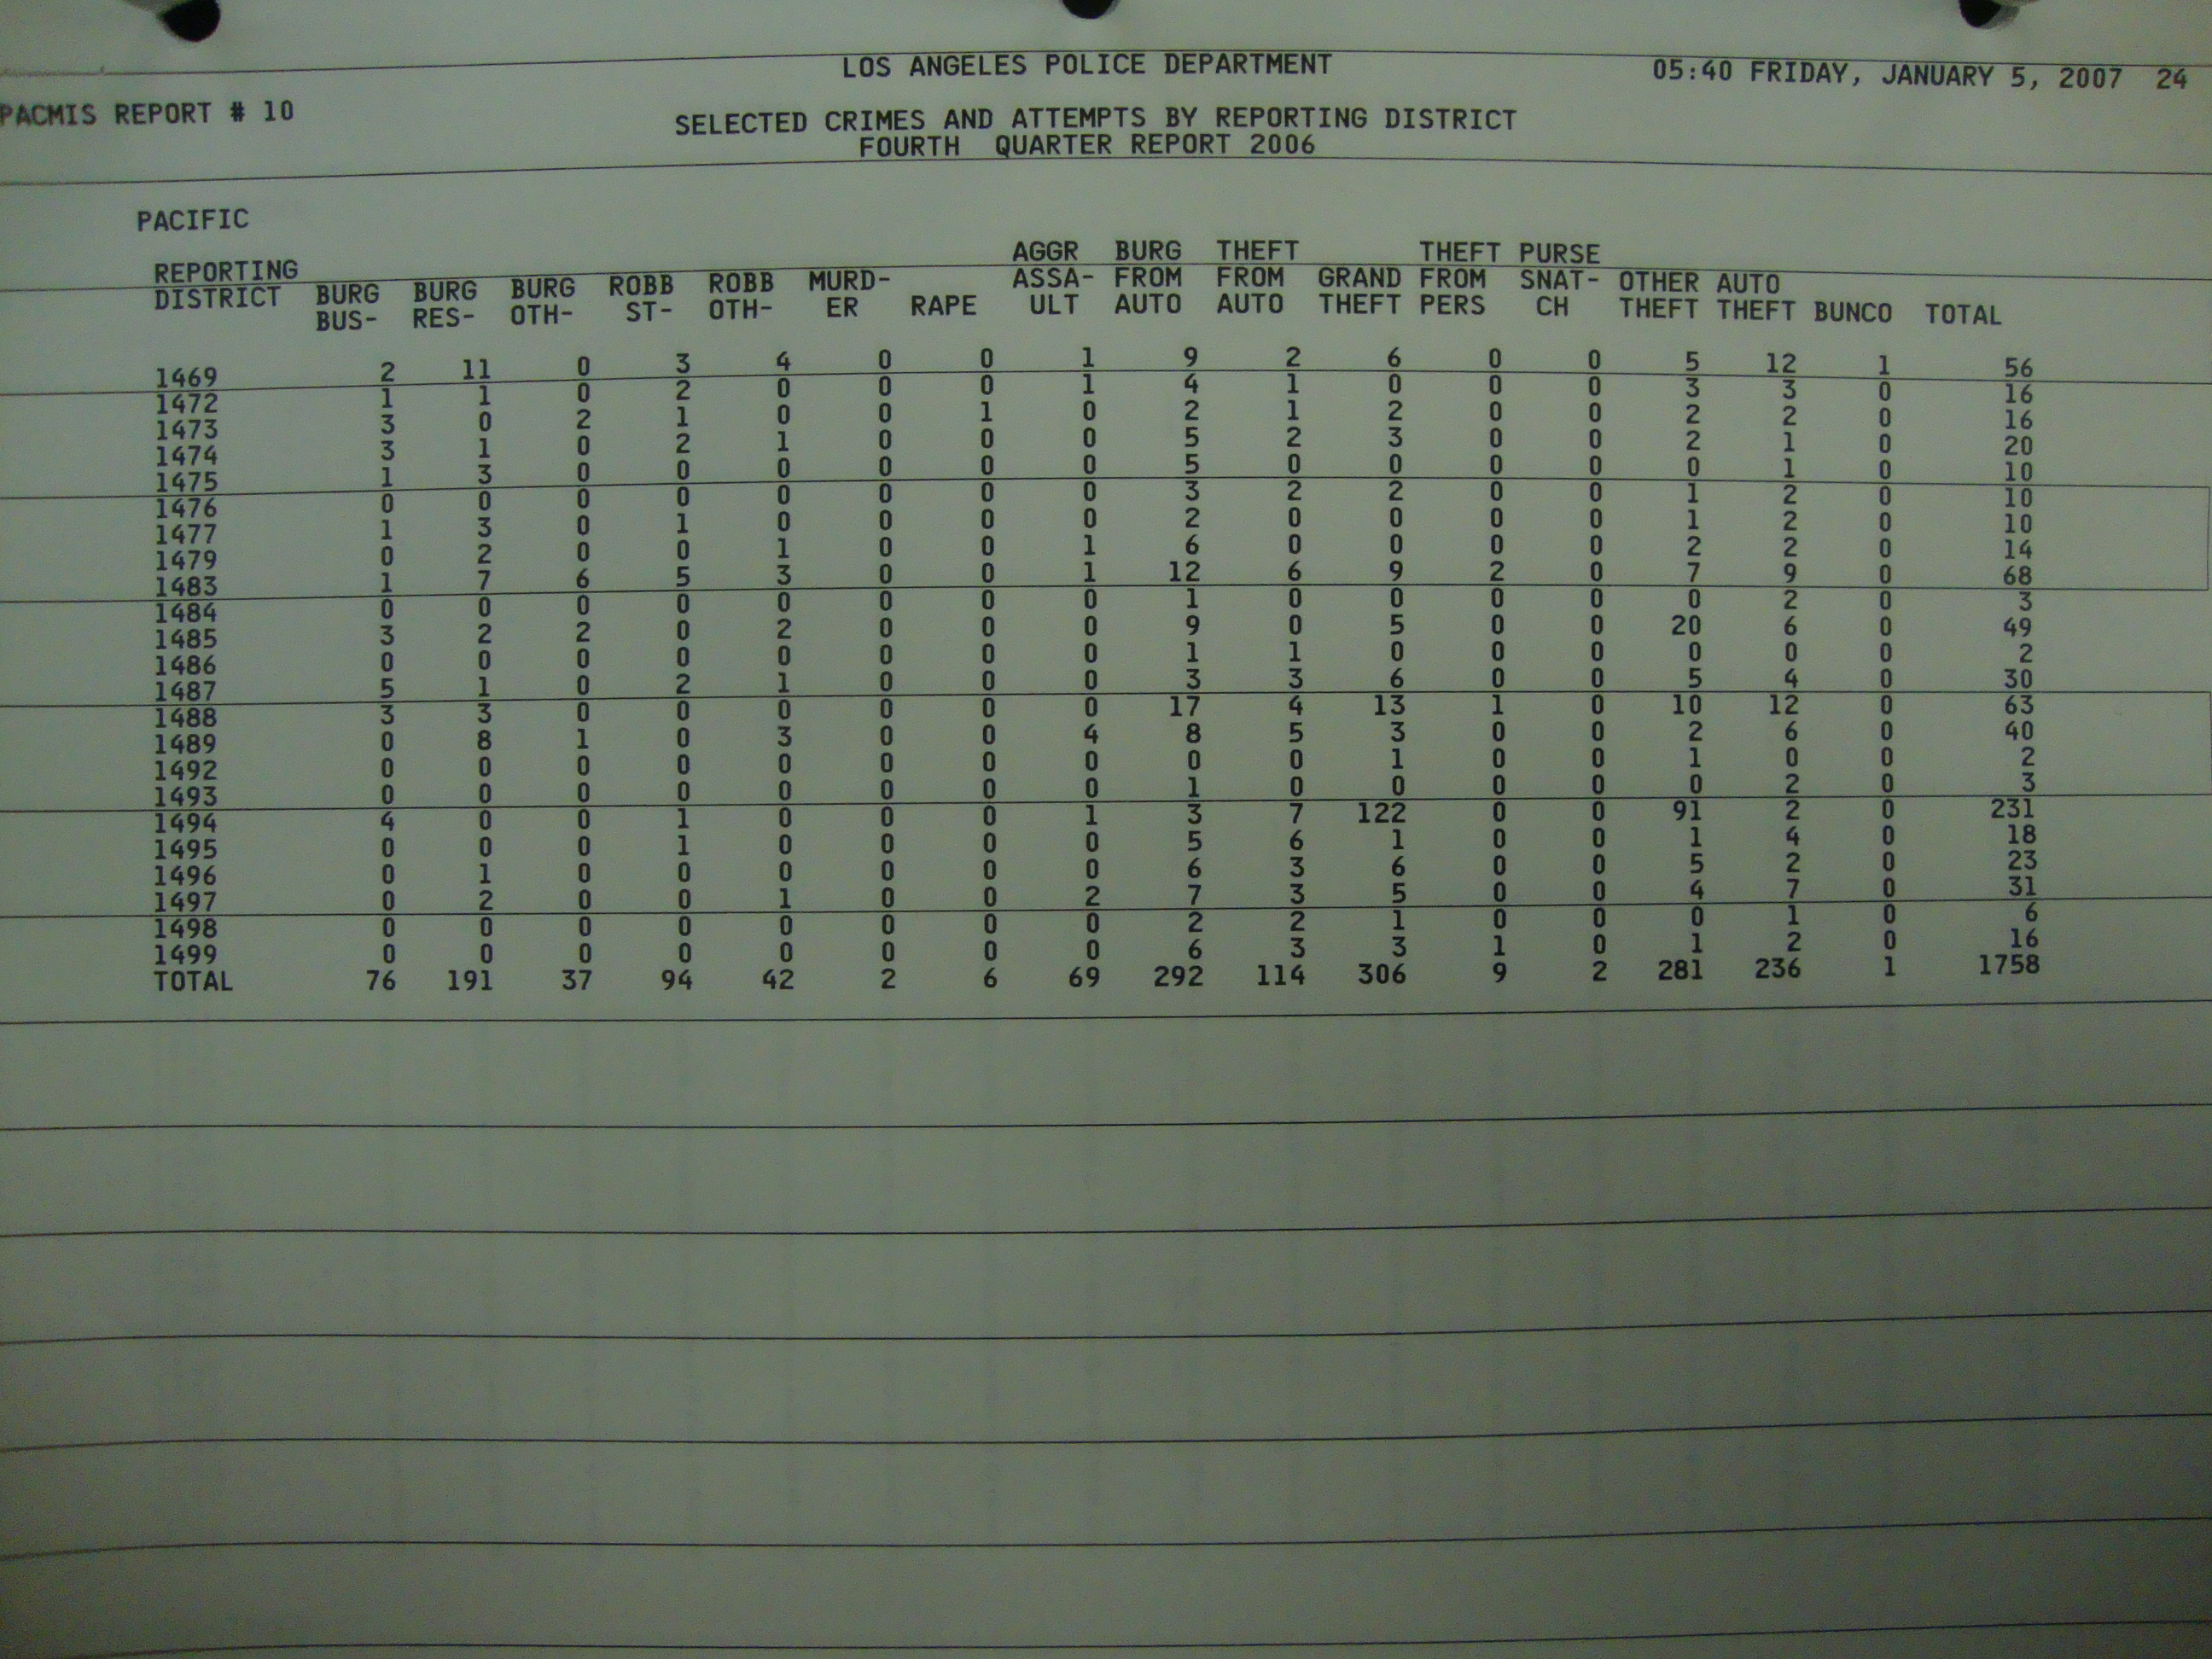 LOS ANGELES POLICE DEPARTMENT 05:40 FRIDAY, JANUARY 5, 2007 24
PACMIS REPORT # 10
SELECTED CRIMES AND ATTEMPTS BY REPORTING DISTRICT
FOURTH QUARTER REPORT 2006
PACIFIC
AGGR BURG THEFT THEFT PURSE
REPORTING BURG BURG BURG ROBB ROBB MURD- ASSA- FROM FROM GRAND FROM SNAT- OTHER AUTO
DISTRICT BUS- RES- OTH- ST- OTH- ER RAPE ULT AUTO AUTO THEFT PERS CH THEFT THEFT BUNCO TOTAL
1469 2 11 0 3 4 0 0 1 9 2 6 0 0 5 12 1 56
1472 1 1 0 2 0 0 0 1 4 1 0 0 0 3 3 0 16
1473 3 0 2 1 0 0 1 0 2 1 2 0 0 2 2 0 16
1474 3 1 0 2 1 0 0 0 5 2 3 0 0 2 1 0 20
1475 1 3 0 0 0 0 0 0 5 0 0 0 0 0 1 0 10
1476 0 0 0 0 0 0 0 0 3 2 2 0 0 1 2 0 10
1477 1 3 0 1 0 0 0 0 2 0 0 0 0 1 2 0 10
1479 0 2 0 0 1 0 0 1 6 0 0 0 0 2 2 0 14
1483 1 7 6 5 3 0 0 1 12 6 9 2 0 7 9 0 68
1484 0 0 0 0 0 0 0 0 1 0 0 0 0 0 2 0 3
1485 3 2 2 0 2 0 0 0 9 0 5 0 0 20 6 0 49
1486 0 0 0 0 0 0 0 0 1 1 0 0 0 0 0 0 2
1487 5 1 0 2 1 0 0 0 3 3 6 0 0 5 4 0 30
1488 3 3 0 0 0 0 0 0 17 4 13 1 0 10 12 0 63
1489 0 8 1 0 3 0 0 4 8 5 3 0 0 2 6 0 40
1492 0 0 0 0 0 0 0 0 0 0 1 0 0 1 0 0 2
1493 0 0 0 0 0 0 0 0 1 0 0 0 0 0 2 0 3
1494 4 0 0 1 0 0 0 1 3 7 122 0 0 91 2 0 231
1495 0 0 0 1 0 0 0 0 5 6 1 0 0 1 4 0 18
1496 0 1 0 0 0 0 0 0 6 3 6 0 0 5 2 0 23
1497 0 2 0 0 1 0 0 2 7 3 5 0 0 4 7 0 31
1498 0 0 0 0 0 0 0 0 2 2 1 0 0 0 1 0 6
1499 0 0 0 0 0 0 0 0 6 3 3 1 0 1 2 0 16
TOTAL 76 191 37 94 42 2 6 69 292 114 306 9 2 281 236 1 1758